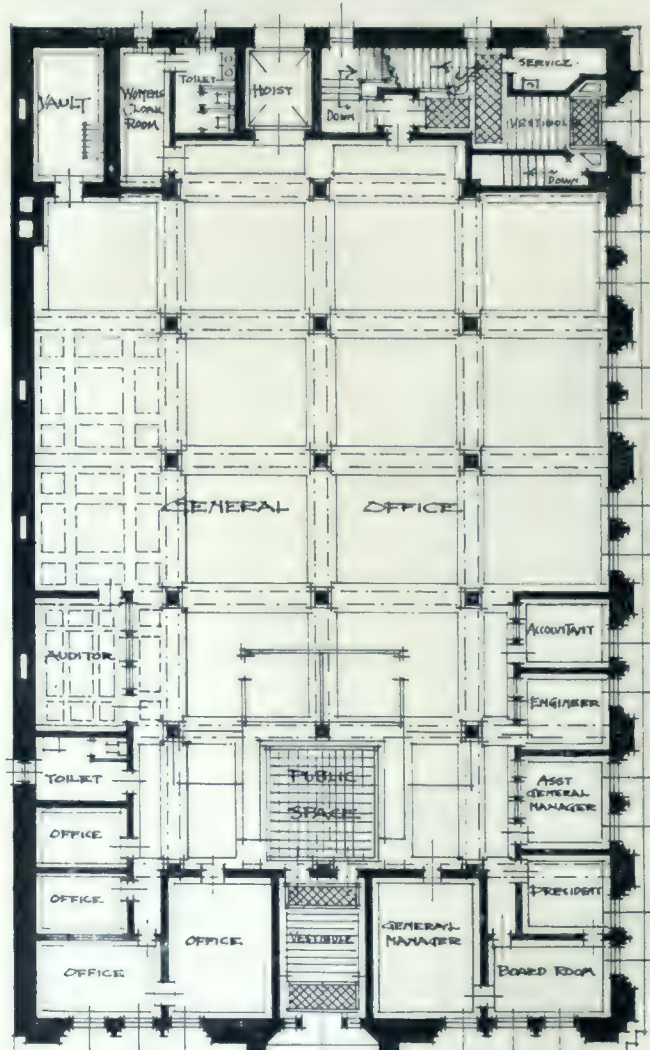 VAULT
WOMENS
CLOAK
ROOM
TOILET
HOIST
DOWN
SERVICE
VESTIBULE
DOWN
GENERAL OFFICE
AUDITOR
ACCOUNTANT
ENGINEER
TOILET
PUBLIC
SPACE
ASST
GENERAL
MANAGER
OFFICE
OFFICE
PRESIDENT
OFFICE
VESTIBULE
GENERAL
MANAGER
OFFICE
BOARD ROOM